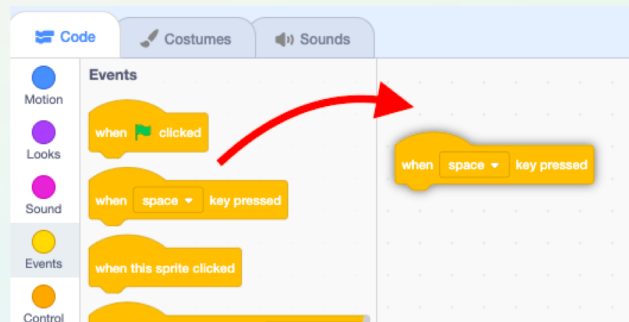 Code
Costumes
Sounds
Motion
Looks
Sound
Events
Control
Events
when clicked
when space key pressed
when this sprite clicked
when space key pressed